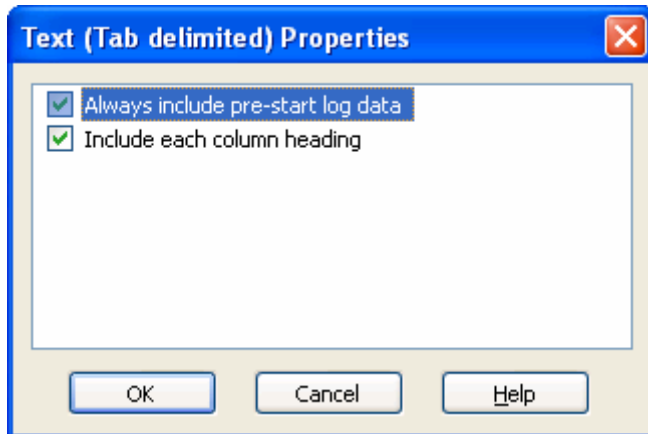 Text (Tab delimited) Properties
Always include pre-start log data
Include each column heading
OK Cancel Help